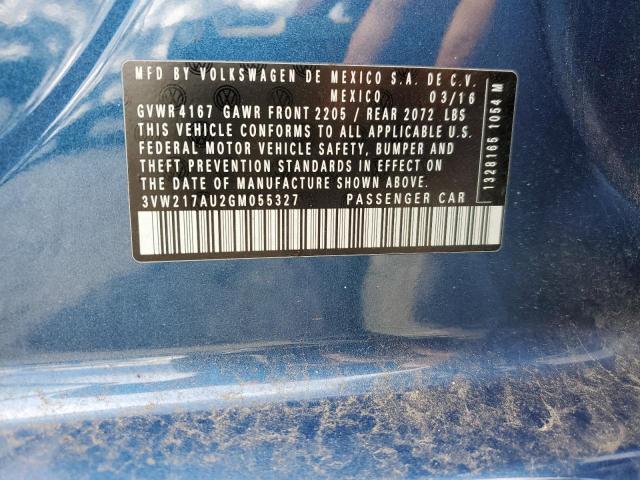 MFD BY VOLKSWAGEN DE MEXICO S.A. DE C.V.
MEXICO 03/16
GVWR 4167 GAWR FRONT 2205 / REAR 2072 LBS
THIS VEHICLE CONFORMS TO ALL APPLICABLE U.S.
FEDERAL MOTOR VEHICLE SAFETY, BUMPER AND
THEFT PREVENTION STANDARDS IN EFFECT ON
THE DATE OF MANUFACTURE SHOWN ABOVE.
3VW217AU2GM055327 PASSENGER CAR
1328165 1054 M